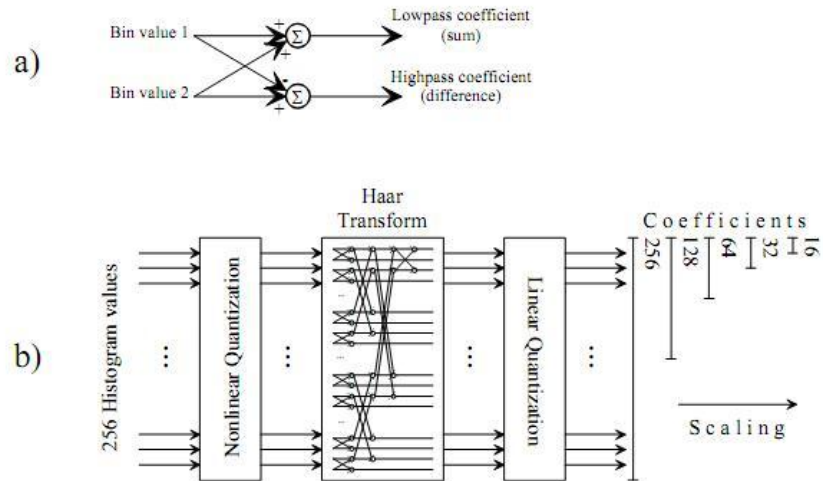 a)
Bin value 1
Bin value 2
+
+
-
+
Σ
Σ
Lowpass coefficient
(sum)
Highpass coefficient
(difference)
b)
256 Histogram values
Nonlinear Quantization
Haar
Transform
Linear Quantization
Coefficients
256
128
64
32
16
Scaling